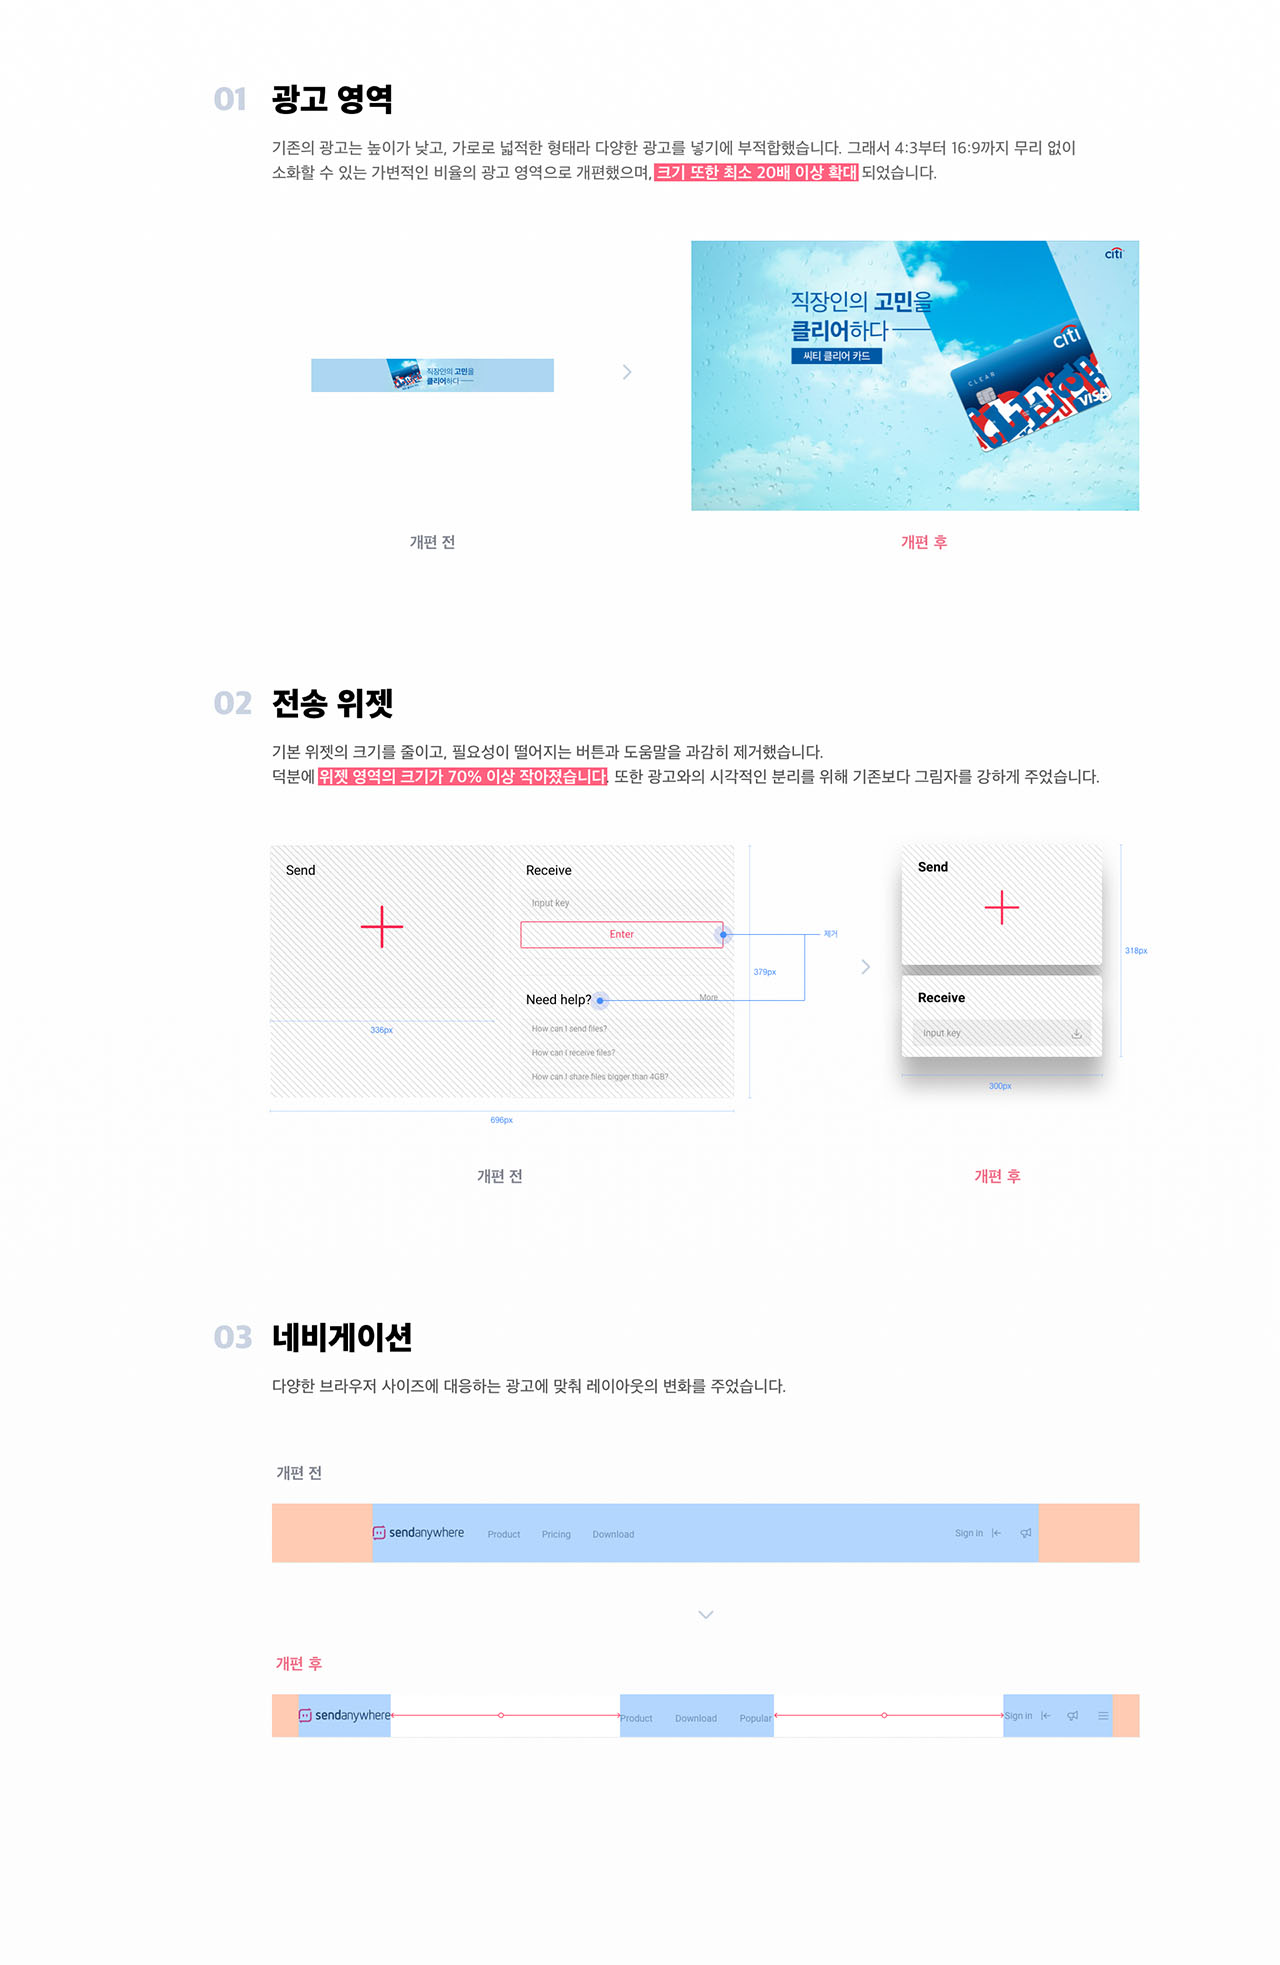 01 광고 영역
기존의 광고는 높이가 낮고, 가로로 넓적한 형태라 다양한 광고를 넣기에 부적합했습니다. 그래서 4:3부터 16:9까지 무리 없이
소화할 수 있는 가변적인 비율의 광고 영역으로 개편했으며, 크기 또한 최소 20배 이상 확대 되었습니다.
직장인의 고민을
클리어하다
citi
직장인의 고민을
클리어하다
씨티 클리어 카드
citi
CLEAR
VISA
개편 전
개편 후
02 전송 위젯
기본 위젯의 크기를 줄이고, 필요성이 떨어지는 버튼과 도움말을 과감히 제거했습니다.
덕분에 위젯 영역의 크기가 70% 이상 작아졌습니다. 또한 광고와의 시각적인 분리를 위해 기존보다 그림자를 강하게 주었습니다.
Send
336px
Receive
Input key
Enter
Need help?
More
How can I send files?
How can I receive files?
How can I share files bigger than 4GB?
제거
379px
696px
Send
Receive
Input key
318px
300px
개편 전
개편 후
03 네비게이션
다양한 브라우저 사이즈에 대응하는 광고에 맞춰 레이아웃의 변화를 주었습니다.
개편 전
sendanywhere Product Pricing Download Sign in
개편 후
sendanywhere Product Download Popular Sign in